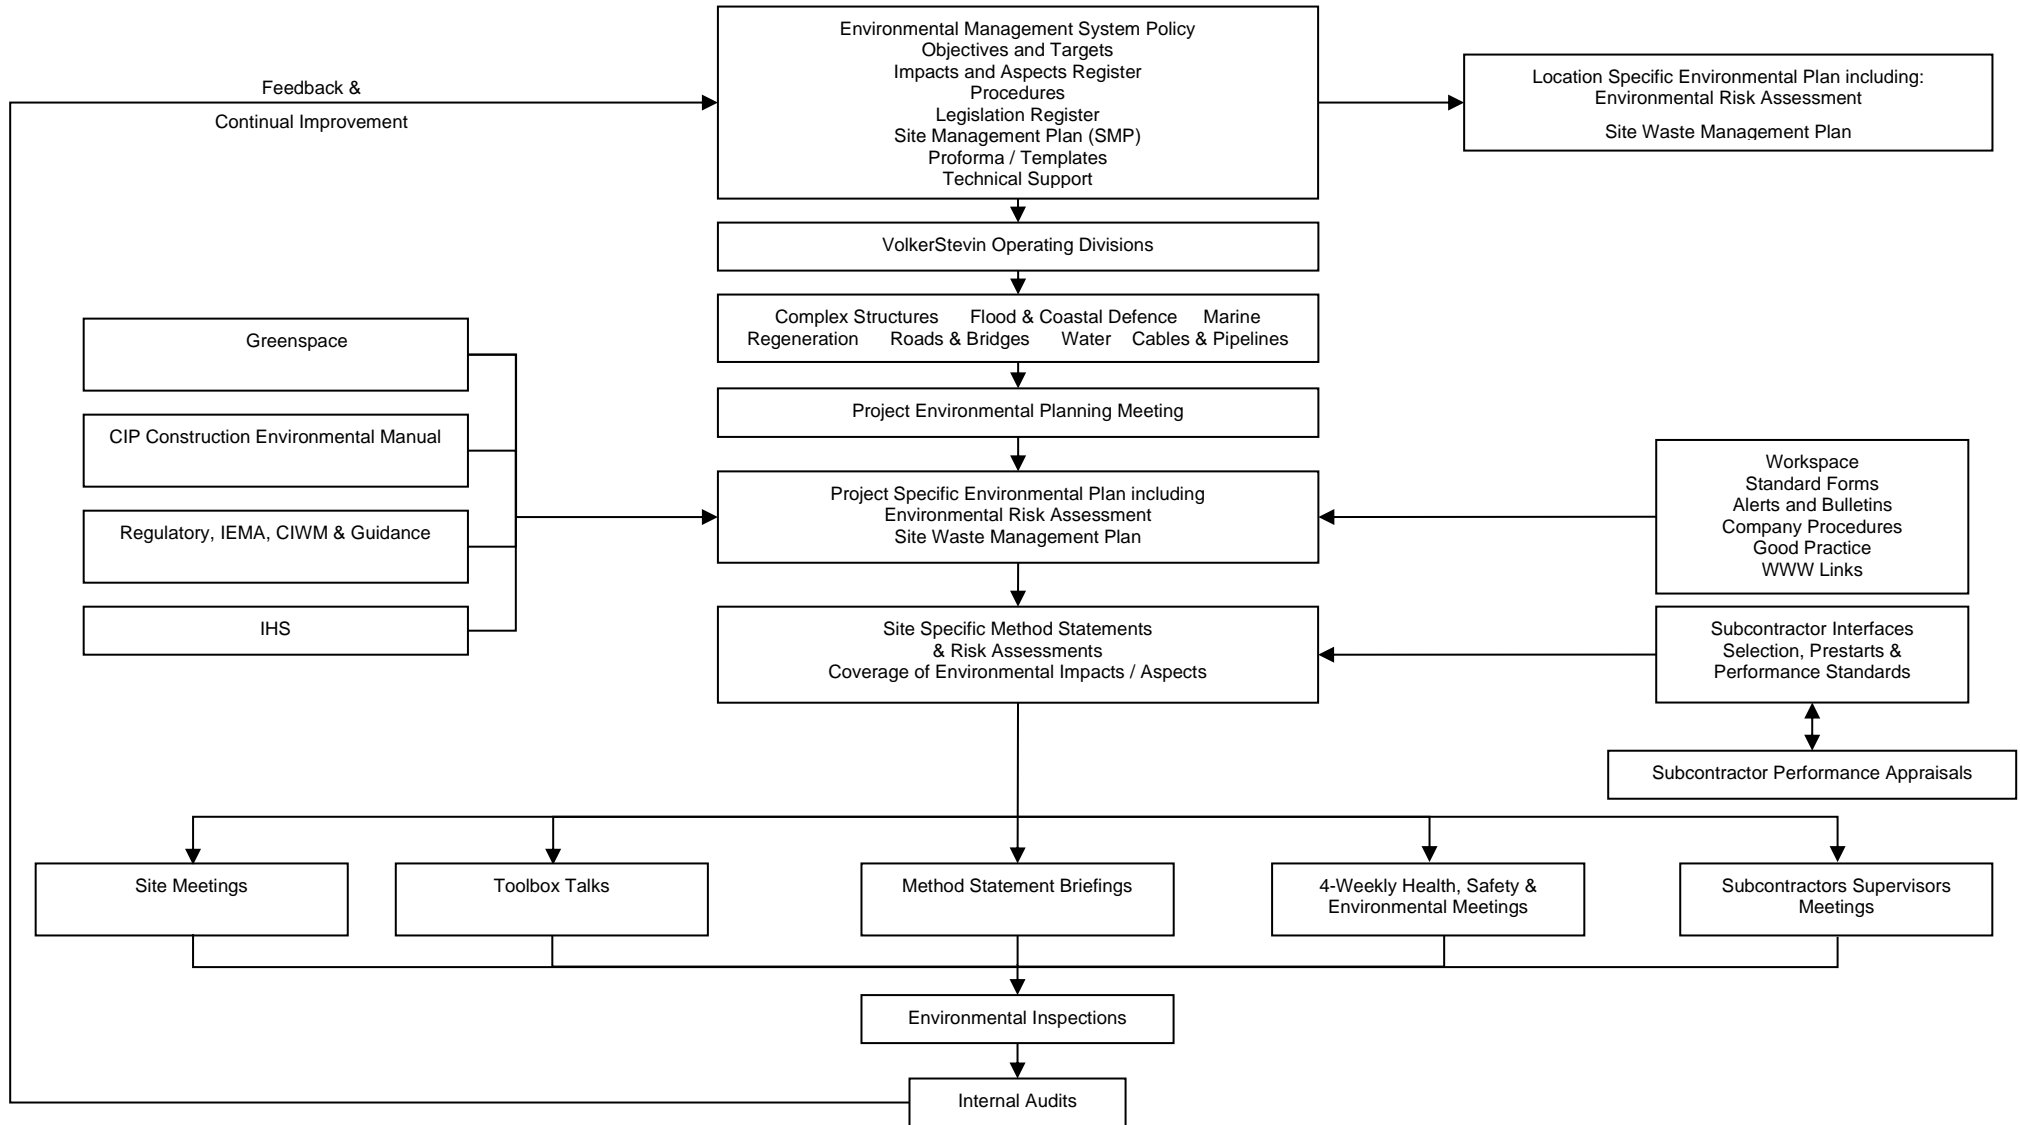 Environmental Management System Policy
Objectives and Targets
Impacts and Aspects Register
Procedures
Legislation Register
Site Management Plan (SMP)
Proforma / Templates
Technical Support
Feedback &
Continual Improvement
Location Specific Environmental Plan including:
Environmental Risk Assessment
Site Waste Management Plan
VolkerStevin Operating Divisions
Complex Structures Flood & Coastal Defence Marine
Regeneration Roads & Bridges Water Cables & Pipelines
Project Environmental Planning Meeting
Greenspace
CIP Construction Environmental Manual
Regulatory, IEMA, CIWM & Guidance
IHS
Project Specific Environmental Plan including
Environmental Risk Assessment
Site Waste Management Plan
Workspace
Standard Forms
Alerts and Bulletins
Company Procedures
Good Practice
WWW Links
Site Specific Method Statements
& Risk Assessments
Coverage of Environmental Impacts / Aspects
Subcontractor Interfaces
Selection, Prestarts &
Performance Standards
Subcontractor Performance Appraisals
Site Meetings
Toolbox Talks
Method Statement Briefings
4-Weekly Health, Safety &
Environmental Meetings
Subcontractors Supervisors
Meetings
Environmental Inspections
Internal Audits